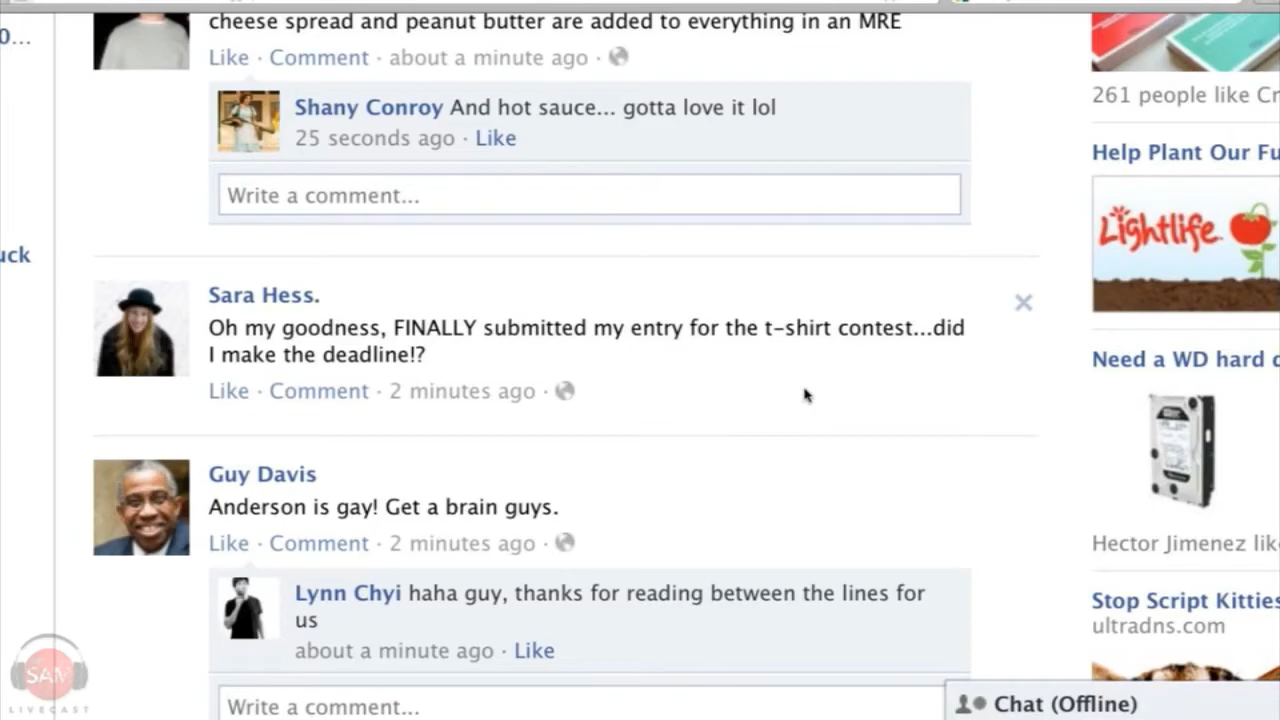 0...
cheese spread and peanut butter are added to everything in an MRE
Like · Comment · about a minute ago ·
Shany Conroy And hot sauce... gotta love it lol
25 seconds ago · Like
Write a comment...
uck
Sara Hess.
Oh my goodness, FINALLY submitted my entry for the t-shirt contest...did
I make the deadline!?
Like · Comment · 2 minutes ago ·
Guy Davis
Anderson is gay! Get a brain guys.
Like · Comment · 2 minutes ago ·
Lynn Chyi haha guy, thanks for reading between the lines for
us
about a minute ago · Like
Write a comment...
261 people like Cr
Help Plant Our Fu
Lightlife
Need a WD hard d
Hector Jimenez lik
Stop Script Kitties
ultradns.com
Chat (Offline)
SAM
LIVECAST